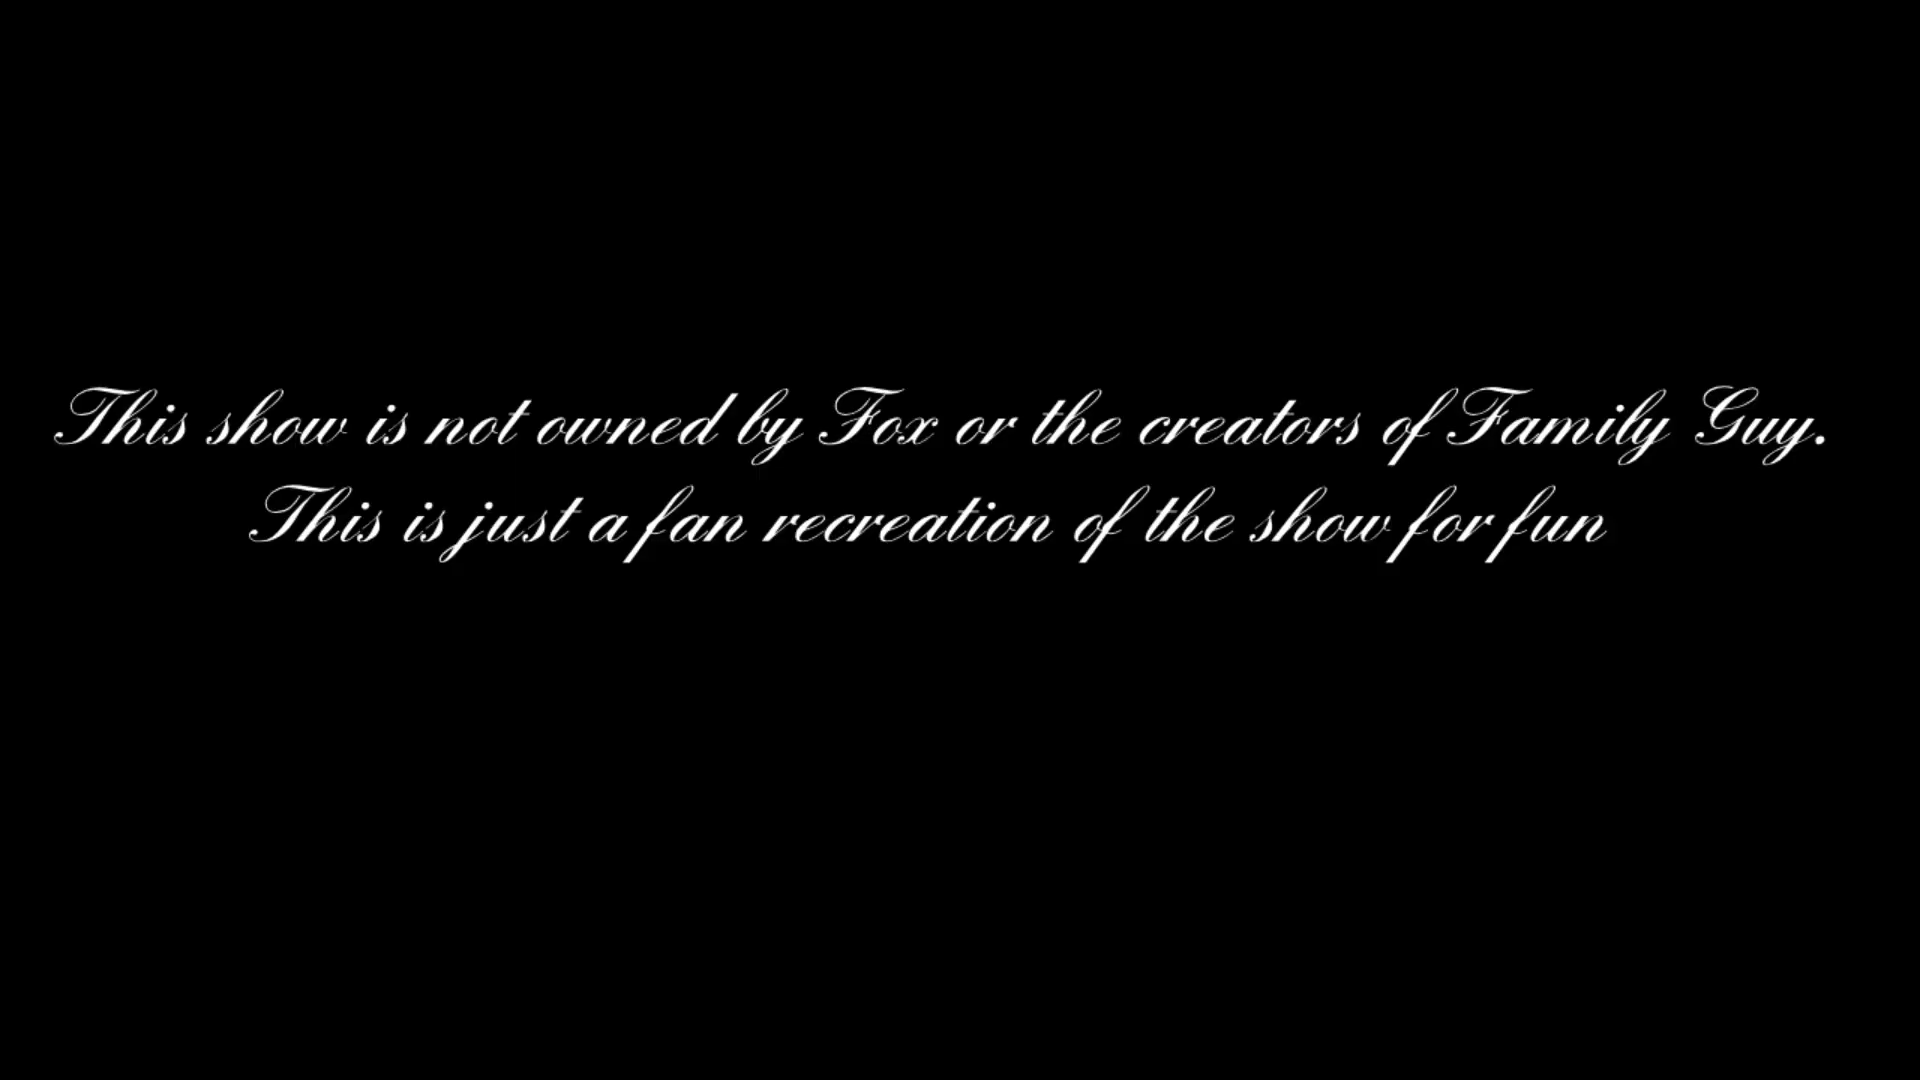 This show is not owned by Fox or the creators of Family Guy.
This is just a fan recreation of the show for fun